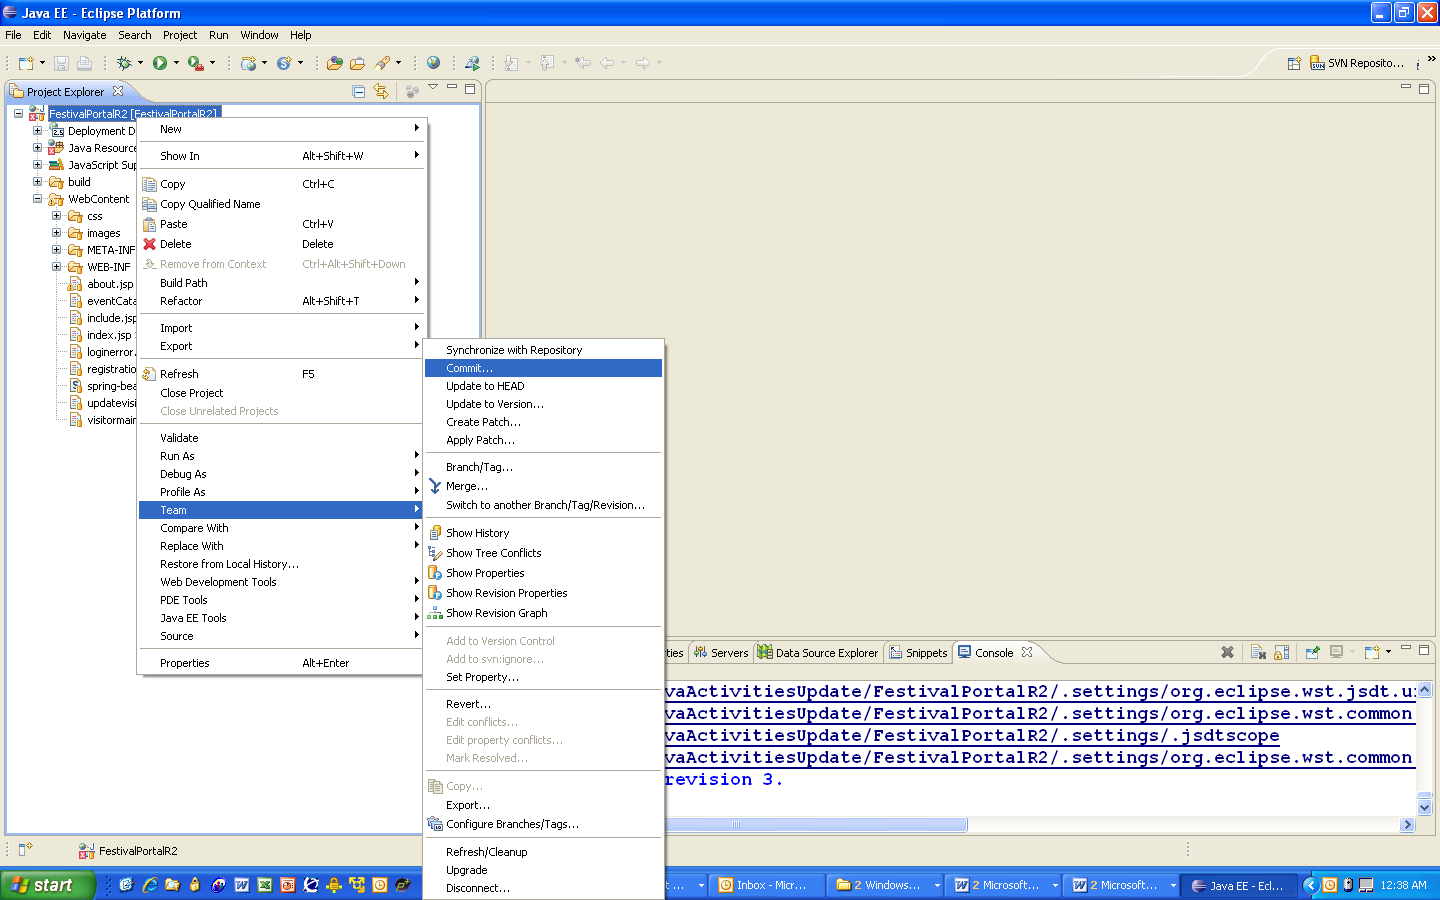 Java EE - Eclipse Platform
File Edit Navigate Search Project Run Window Help
SVN Reposito...
Project Explorer
FestivalPortalR2 [FestivalPortalR2]
Deployment D
Java Resource
JavaScript Sup
build
WebContent
css
images
META-INF
WEB-INF
about.jsp
eventCata
include.jsp
index.jsp
loginerror.
registratio
spring-bea
updatevisi
visitormain
New
Show In Alt+Shift+W
Copy Ctrl+C
Copy Qualified Name
Paste Ctrl+V
Delete Delete
Remove from Context Ctrl+Alt+Shift+Down
Build Path
Refactor Alt+Shift+T
Import
Export
Refresh F5
Close Project
Close Unrelated Projects
Validate
Run As
Debug As
Profile As
Team
Compare With
Replace With
Restore from Local History...
Web Development Tools
PDE Tools
Java EE Tools
Source
Properties Alt+Enter
Synchronize with Repository
Commit...
Update to HEAD
Update to Version...
Create Patch...
Apply Patch...
Branch/Tag...
Merge...
Switch to another Branch/Tag/Revision...
Show History
Show Tree Conflicts
Show Properties
Show Revision Properties
Show Revision Graph
Add to Version Control
Add to svn:ignore...
Set Property...
Revert...
Edit conflicts...
Edit property conflicts...
Mark Resolved...
Copy...
Export...
Configure Branches/Tags...
Refresh/Cleanup
Upgrade
Disconnect...
ties Servers Data Source Explorer Snippets Console
vaActivitiesUpdate/FestivalPortalR2/.settings/org.eclipse.wst.jsdt.u
vaActivitiesUpdate/FestivalPortalR2/.settings/org.eclipse.wst.common
vaActivitiesUpdate/FestivalPortalR2/.settings/.jsdtscope
vaActivitiesUpdate/FestivalPortalR2/.settings/org.eclipse.wst.common
revision 3.
FestivalPortalR2
start
t ...
Inbox - Micr...
2 Windows...
2 Microsoft...
2 Microsoft...
Java EE - Ecl...
12:38 AM